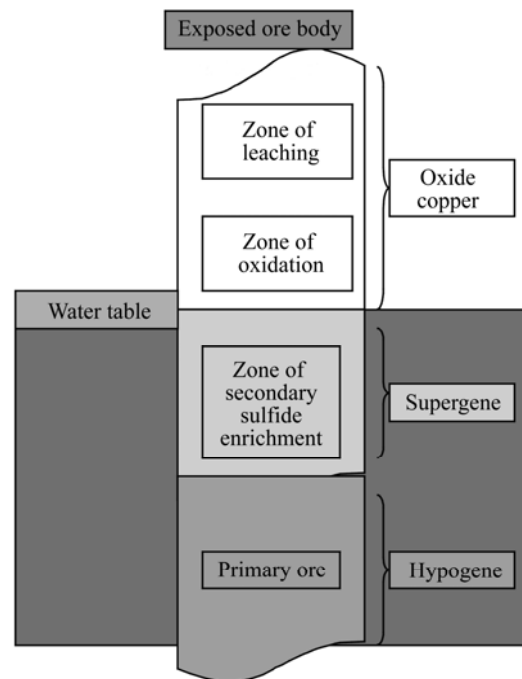 Exposed ore body
Zone of
leaching
Oxide
copper
Zone of
oxidation
Water table
Zone of
secondary
sulfide
enrichment
Supergene
Primary orc
Hypogene